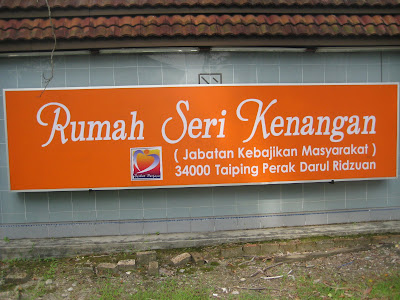 Rumah Seri Kenangan
( Jabatan Kebajikan Masyarakat )
34000 Taiping Perak Darul Ridzuan